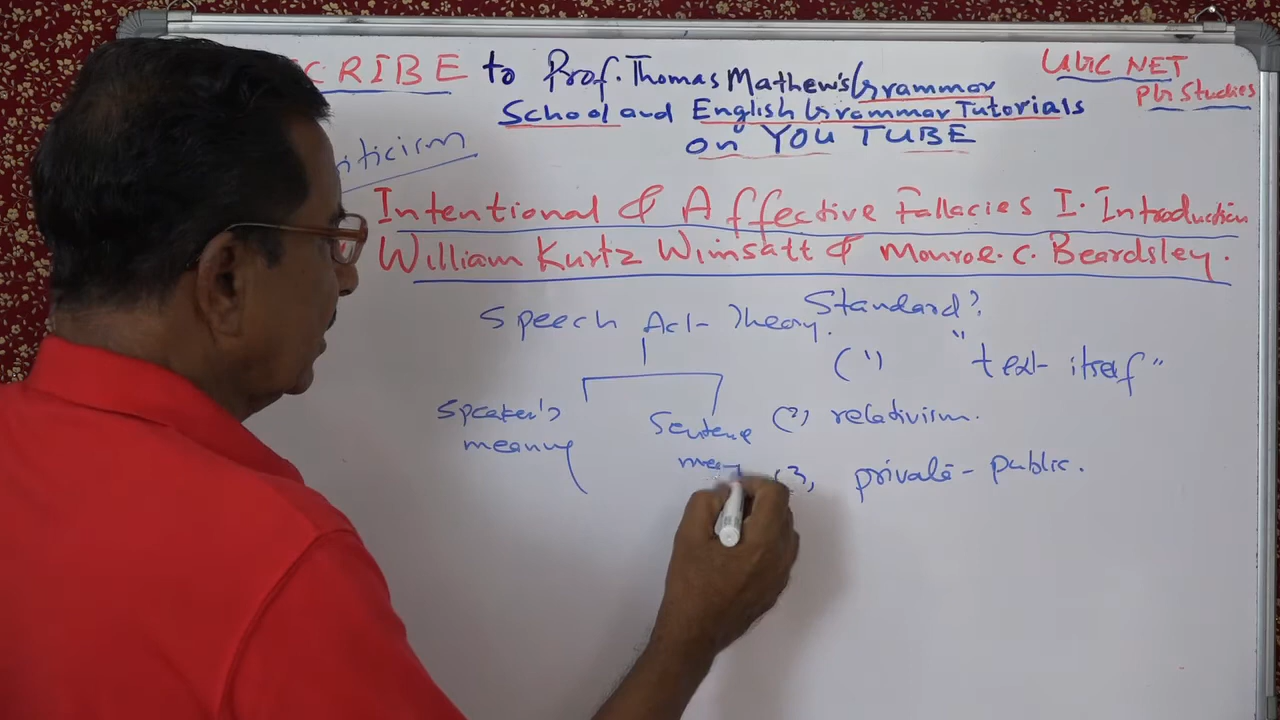 CRIBE to Prof. Thomas Mathew's Grammar
School and English Grammar Tutorials
on YOU TUBE
UGC NET
PG Studies
riticism
Intentional & Affective Fallacies I. Introduction
William Kurtz Wimsatt & Monroe. C. Beardsley.
Speech Act Theory.
Speaker's
meaning
Sentence
mea
Standard?
(1) "text itself"
(2) relativism.
(3, private - public.